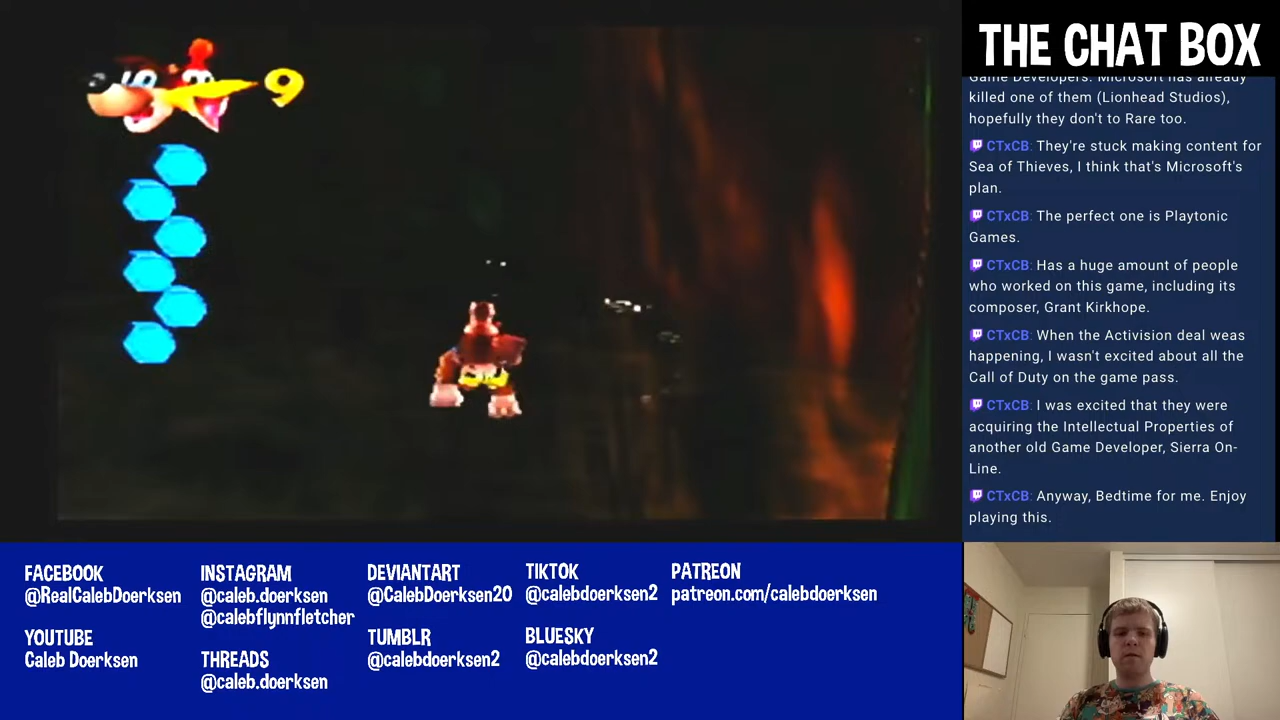 9
THE CHAT BOX
Game Developers. Microsoft has already
killed one of them (Lionhead Studios),
hopefully they don't to Rare too.
CTxCB: They're stuck making content for
Sea of Thieves, I think that's Microsoft's
plan.
CTxCB: The perfect one is Playtonic
Games.
CTxCB: Has a huge amount of people
who worked on this game, including its
composer, Grant Kirkhope.
CTxCB: When the Activision deal weas
happening, I wasn't excited about all the
Call of Duty on the game pass.
CTxCB: I was excited that they were
acquiring the Intellectual Properties of
another old Game Developer, Sierra On-
Line.
CTxCB: Anyway, Bedtime for me. Enjoy
playing this.
FACEBOOK
@RealCalebDoerksen
YOUTUBE
Caleb Doerksen
INSTAGRAM
@caleb.doerksen
@calebflynnfletcher
THREADS
@caleb.doerksen
DEVIANTART
@CalebDoerksen20
TUMBLR
@calebdoerksen2
TIKTOK
@calebdoerksen2
BLUESKY
@calebdoerksen2
PATREON
patreon.com/calebdoerksen